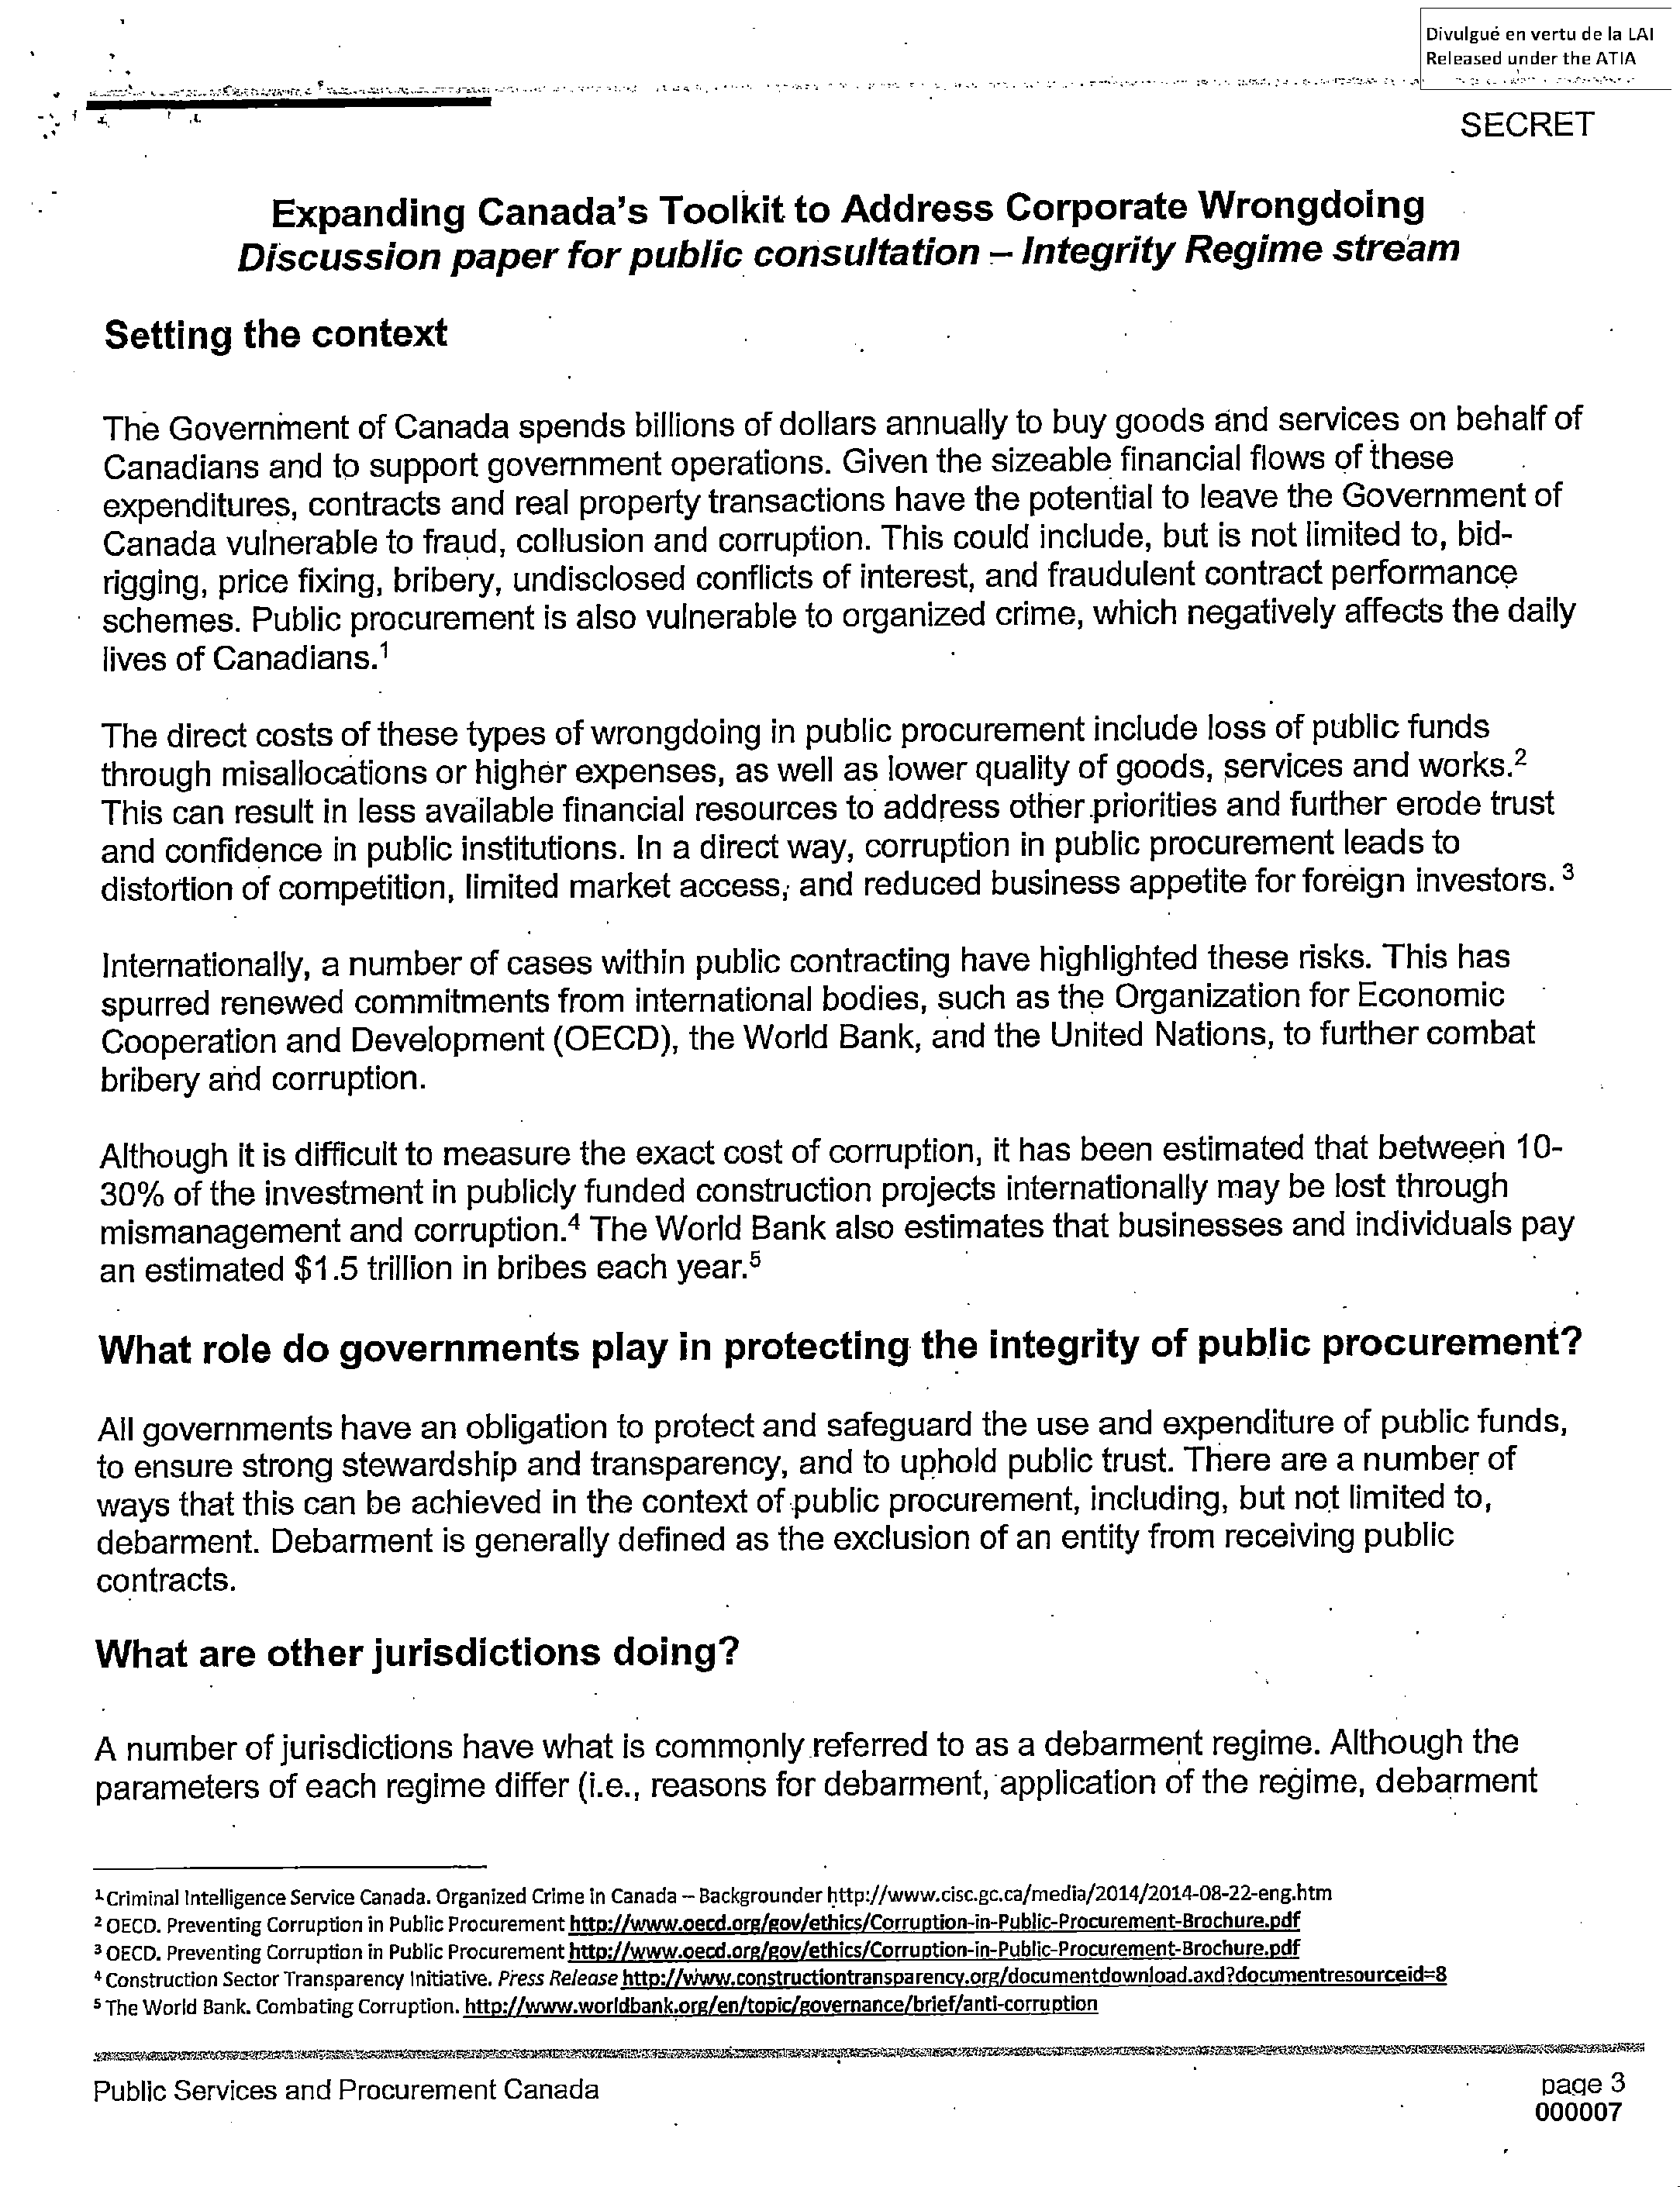 Divulgué en vertu de la LAI
Released under the ATIA
SECRET
Expanding Canada's Toolkit to Address Corporate Wrongdoing
Discussion paper for public consultation – Integrity Regime stream
Setting the context
The Government of Canada spends billions of dollars annually to buy goods and services on behalf of
Canadians and to support government operations. Given the sizeable financial flows of these
expenditures, contracts and real property transactions have the potential to leave the Government of
Canada vulnerable to fraud, collusion and corruption. This could include, but is not limited to, bid-
rigging, price fixing, bribery, undisclosed conflicts of interest, and fraudulent contract performance
schemes. Public procurement is also vulnerable to organized crime, which negatively affects the daily
lives of Canadians.¹
The direct costs of these types of wrongdoing in public procurement include loss of public funds
through misallocations or higher expenses, as well as lower quality of goods, services and works.²
This can result in less available financial resources to address other priorities and further erode trust
and confidence in public institutions. In a direct way, corruption in public procurement leads to
distortion of competition, limited market access, and reduced business appetite for foreign investors. ³
Internationally, a number of cases within public contracting have highlighted these risks. This has
spurred renewed commitments from international bodies, such as the Organization for Economic
Cooperation and Development (OECD), the World Bank, and the United Nations, to further combat
bribery and corruption.
Although it is difficult to measure the exact cost of corruption, it has been estimated that between 10-
30% of the investment in publicly funded construction projects internationally may be lost through
mismanagement and corruption.⁴ The World Bank also estimates that businesses and individuals pay
an estimated $1.5 trillion in bribes each year.⁵
What role do governments play in protecting the integrity of public procurement?
All governments have an obligation to protect and safeguard the use and expenditure of public funds,
to ensure strong stewardship and transparency, and to uphold public trust. There are a number of
ways that this can be achieved in the context of public procurement, including, but not limited to,
debarment. Debarment is generally defined as the exclusion of an entity from receiving public
contracts.
What are other jurisdictions doing?
A number of jurisdictions have what is commonly referred to as a debarment regime. Although the
parameters of each regime differ (i.e., reasons for debarment, application of the regime, debarment
¹ Criminal Intelligence Service Canada. Organized Crime in Canada – Backgrounder http://www.cisc.gc.ca/media/2014/2014-08-22-eng.htm
² OECD. Preventing Corruption in Public Procurement http://www.oecd.org/gov/ethics/Corruption-in-Public-Procurement-Brochure.pdf
³ OECD. Preventing Corruption in Public Procurement http://www.oecd.org/gov/ethics/Corruption-in-Public-Procurement-Brochure.pdf
⁴ Construction Sector Transparency Initiative. Press Release http://www.constructiontransparency.org/documentdownload.axd?documentresourceid=8
⁵ The World Bank. Combating Corruption. http://www.worldbank.org/en/topic/governance/brief/anti-corruption
Public Services and Procurement Canada
page 3
000007